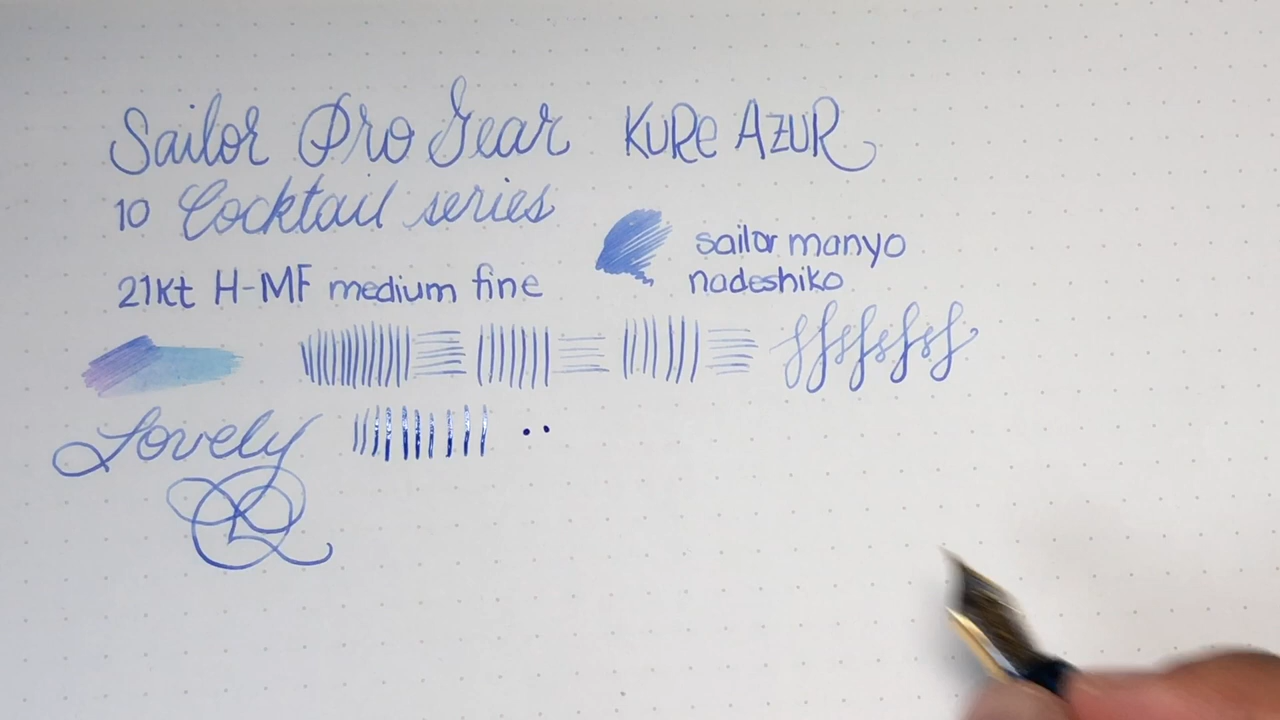 Sailor Pro Gear KURe AZUR
10 Cocktail series
sailor manyo
nadeshiko
21kt H-MF medium fine
Lovely